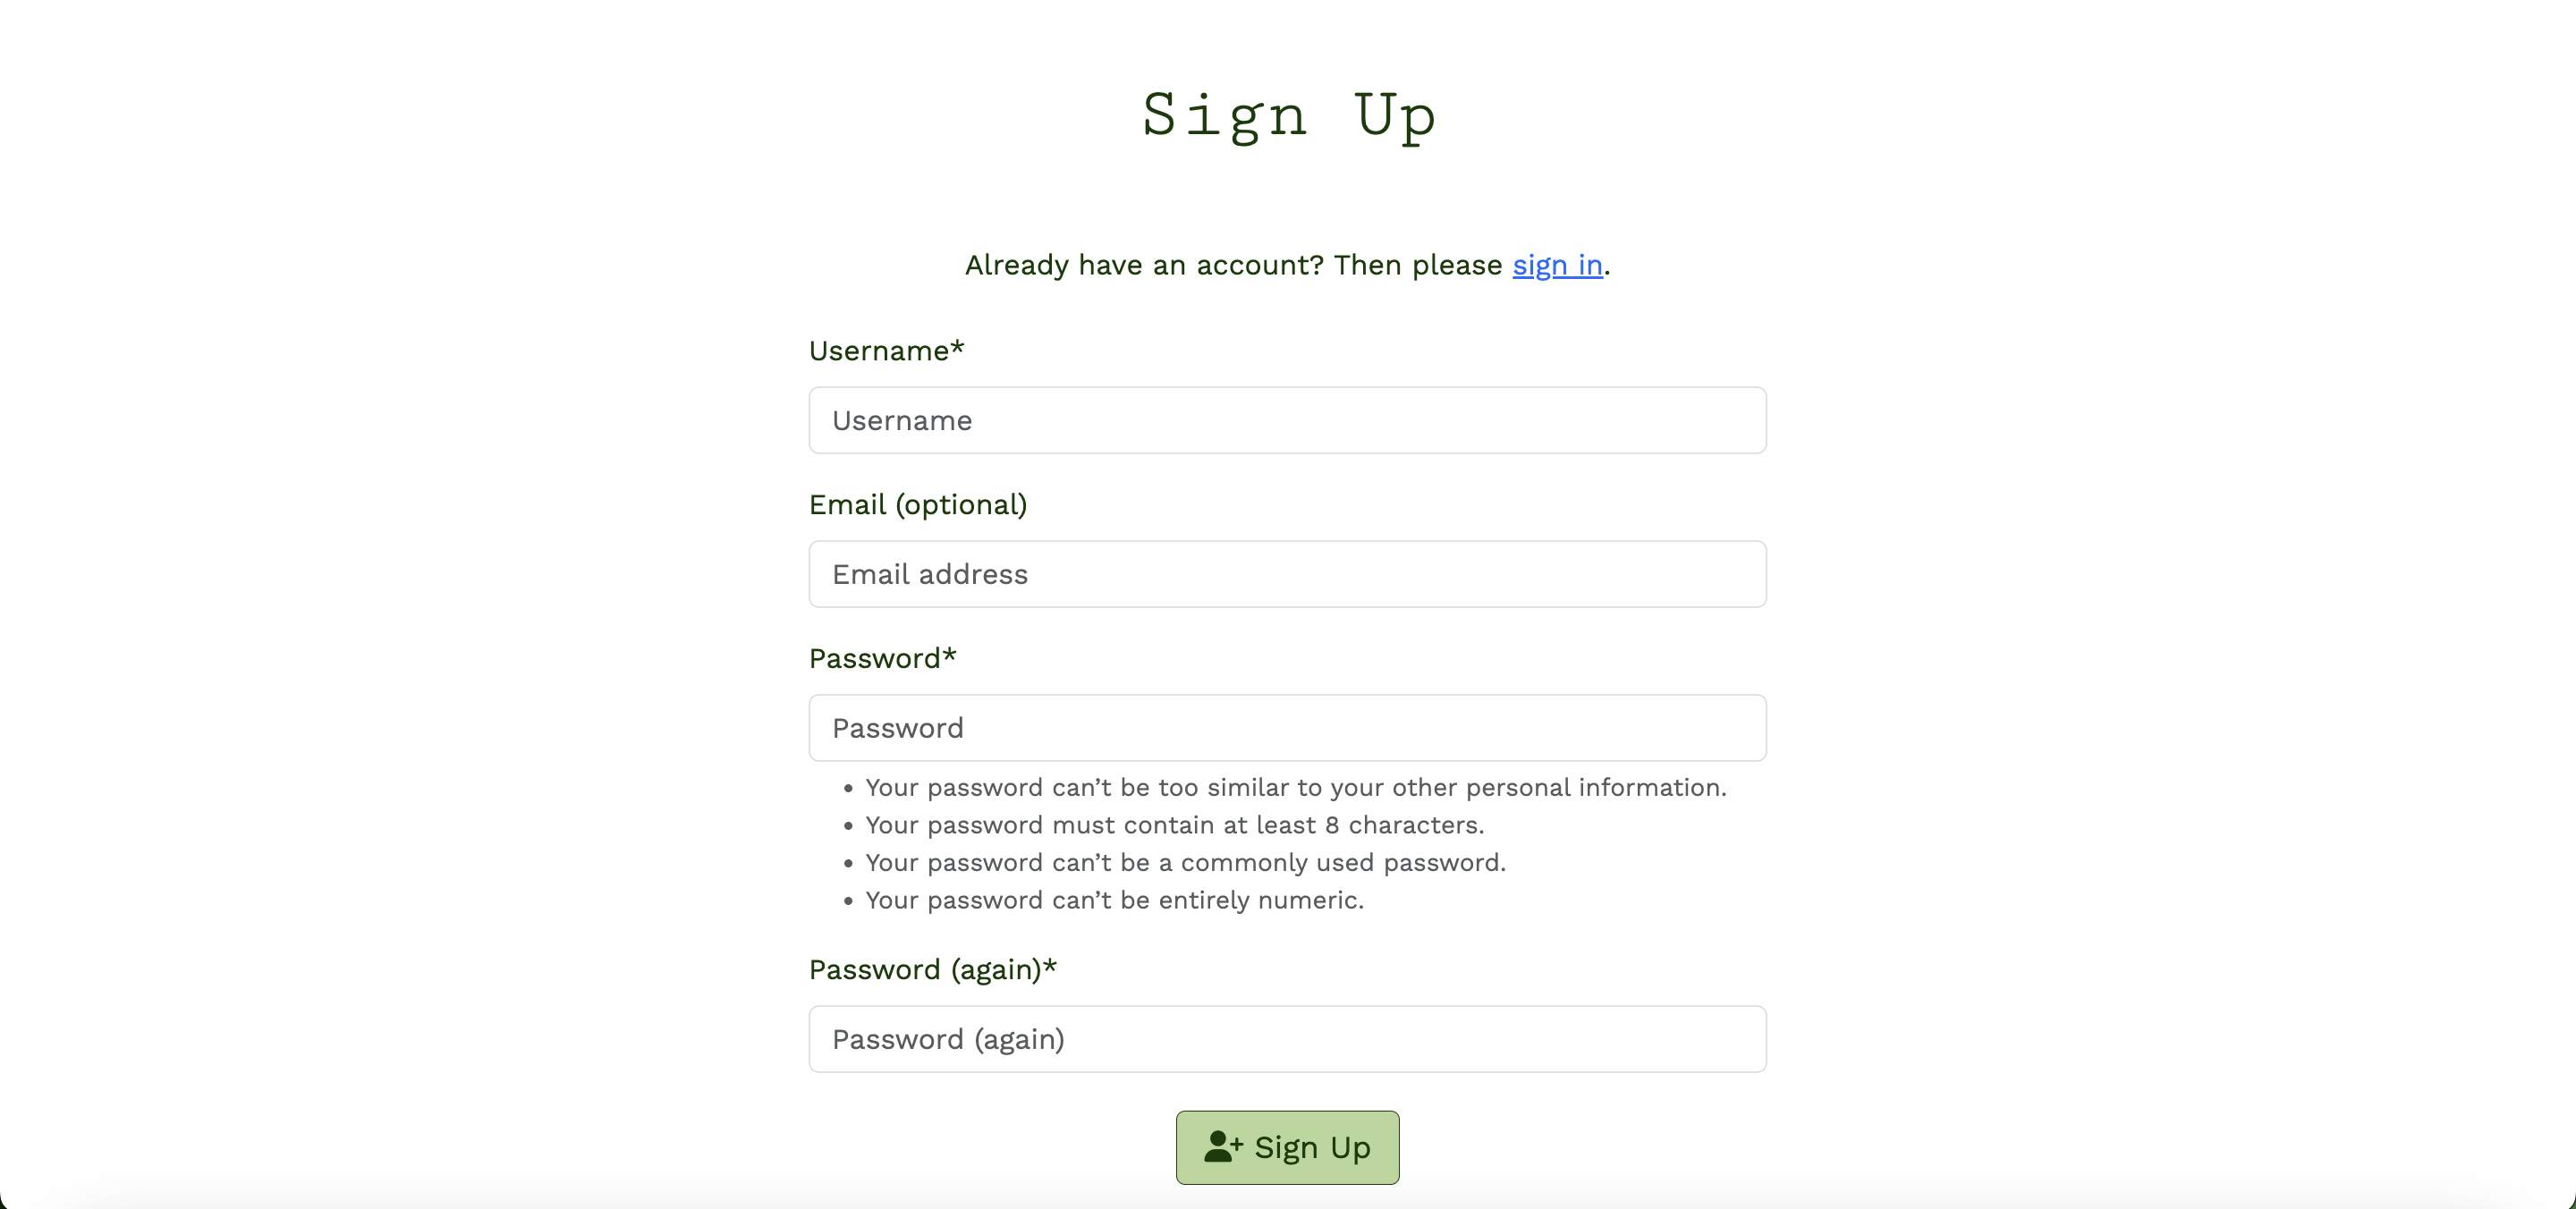 Sign Up
Already have an account? Then please sign in.
Username*
Username
Email (optional)
Email address
Password*
Password
• Your password can’t be too similar to your other personal information.
• Your password must contain at least 8 characters.
• Your password can’t be a commonly used password.
• Your password can’t be entirely numeric.
Password (again)*
Password (again)
Sign Up